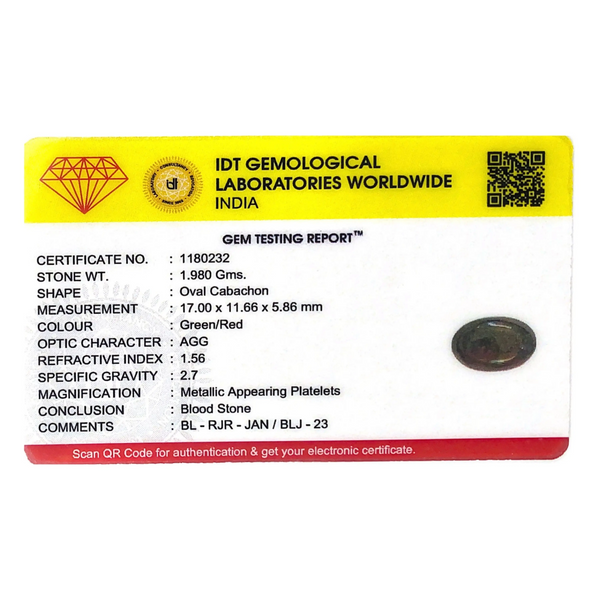 IDT GEMOLOGICAL
LABORATORIES WORLDWIDE
INDIA
GEM TESTING REPORT™
CERTIFICATE NO. : 1180232
STONE WT. : 1.980 Gms.
SHAPE : Oval Cabachon
MEASUREMENT : 17.00 x 11.66 x 5.86 mm
COLOUR : Green/Red
OPTIC CHARACTER : AGG
REFRACTIVE INDEX : 1.56
SPECIFIC GRAVITY : 2.7
MAGNIFICATION : Metallic Appearing Platelets
CONCLUSION : Blood Stone
COMMENTS : BL - RJR - JAN / BLJ - 23
Scan QR Code for authentication & get your electronic certificate.